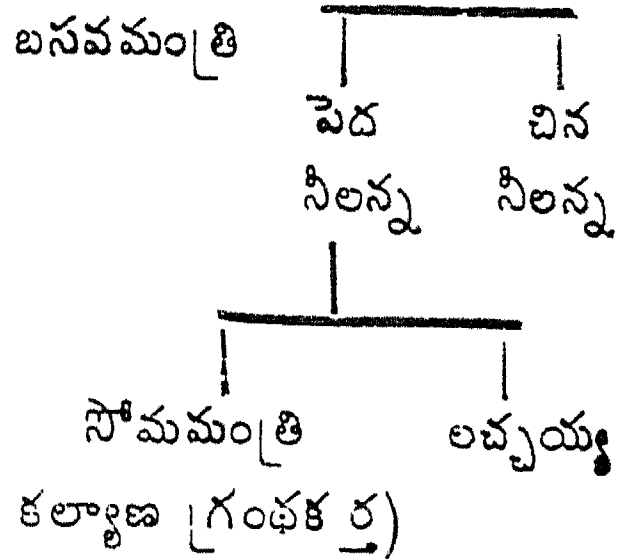 బసవమంత్రి
పెద చిన
నీలన్న నీలన్న
సోమమంత్రి లచ్చయ్య
కల్యాణ గ్రంథకర్త)